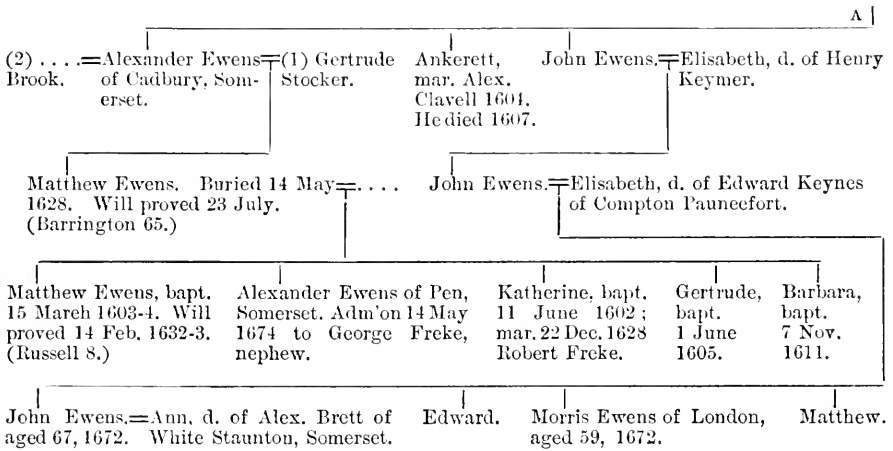 A
(2) . . . .=Alexander Ewens=(1) Gertrude
Brook. of Cadbury, Som- Stocker.
erset.
Ankerett,
mar. Alex.
Clavell 1604.
He died 1607.
John Ewens.=Elisabeth, d. of Henry
Keymer.
Matthew Ewens. Buried 14 May=. . . .
1628. Will proved 23 July.
(Barrington 65.)
John Ewens.=Elisabeth, d. of Edward Keynes
of Compton Pauncefort.
Matthew Ewens, bapt.
15 March 1603-4. Will
proved 14 Feb. 1632-3.
(Russell 8.)
Alexander Ewens of Pen,
Somerset. Adm'on 14 May
1674 to George Freke,
nephew.
Katherine, bapt.
11 June 1602;
mar. 22 Dec. 1628
Robert Freke.
Gertrude,
bapt.
1 June
1605.
Barbara,
bapt.
7 Nov.
1611.
John Ewens.=Ann, d. of Alex. Brett of
aged 67, 1672. White Staunton, Somerset.
Edward.
Morris Ewens of London,
aged 59, 1672.
Matthew.